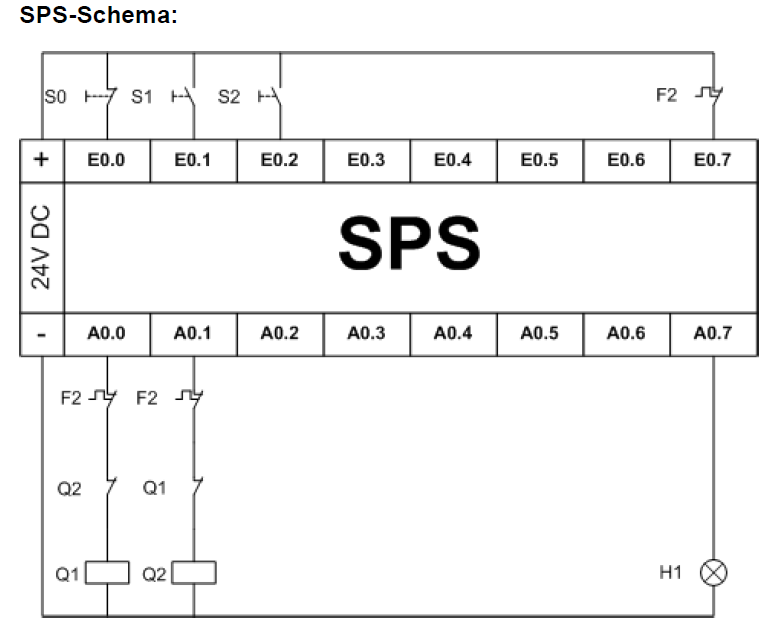 SPS-Schema:
S0 S1 S2 F2
+ E0.0 E0.1 E0.2 E0.3 E0.4 E0.5 E0.6 E0.7
24V DC
SPS
- A0.0 A0.1 A0.2 A0.3 A0.4 A0.5 A0.6 A0.7
F2 F2
Q2 Q1
Q1 Q2 H1